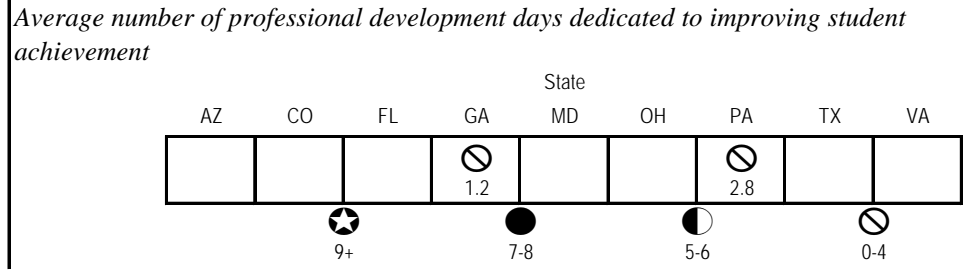 Average number of professional development days dedicated to improving student
achievement
State
AZ CO FL GA MD OH PA TX VA
1.2 2.8
9+ 7-8 5-6 0-4